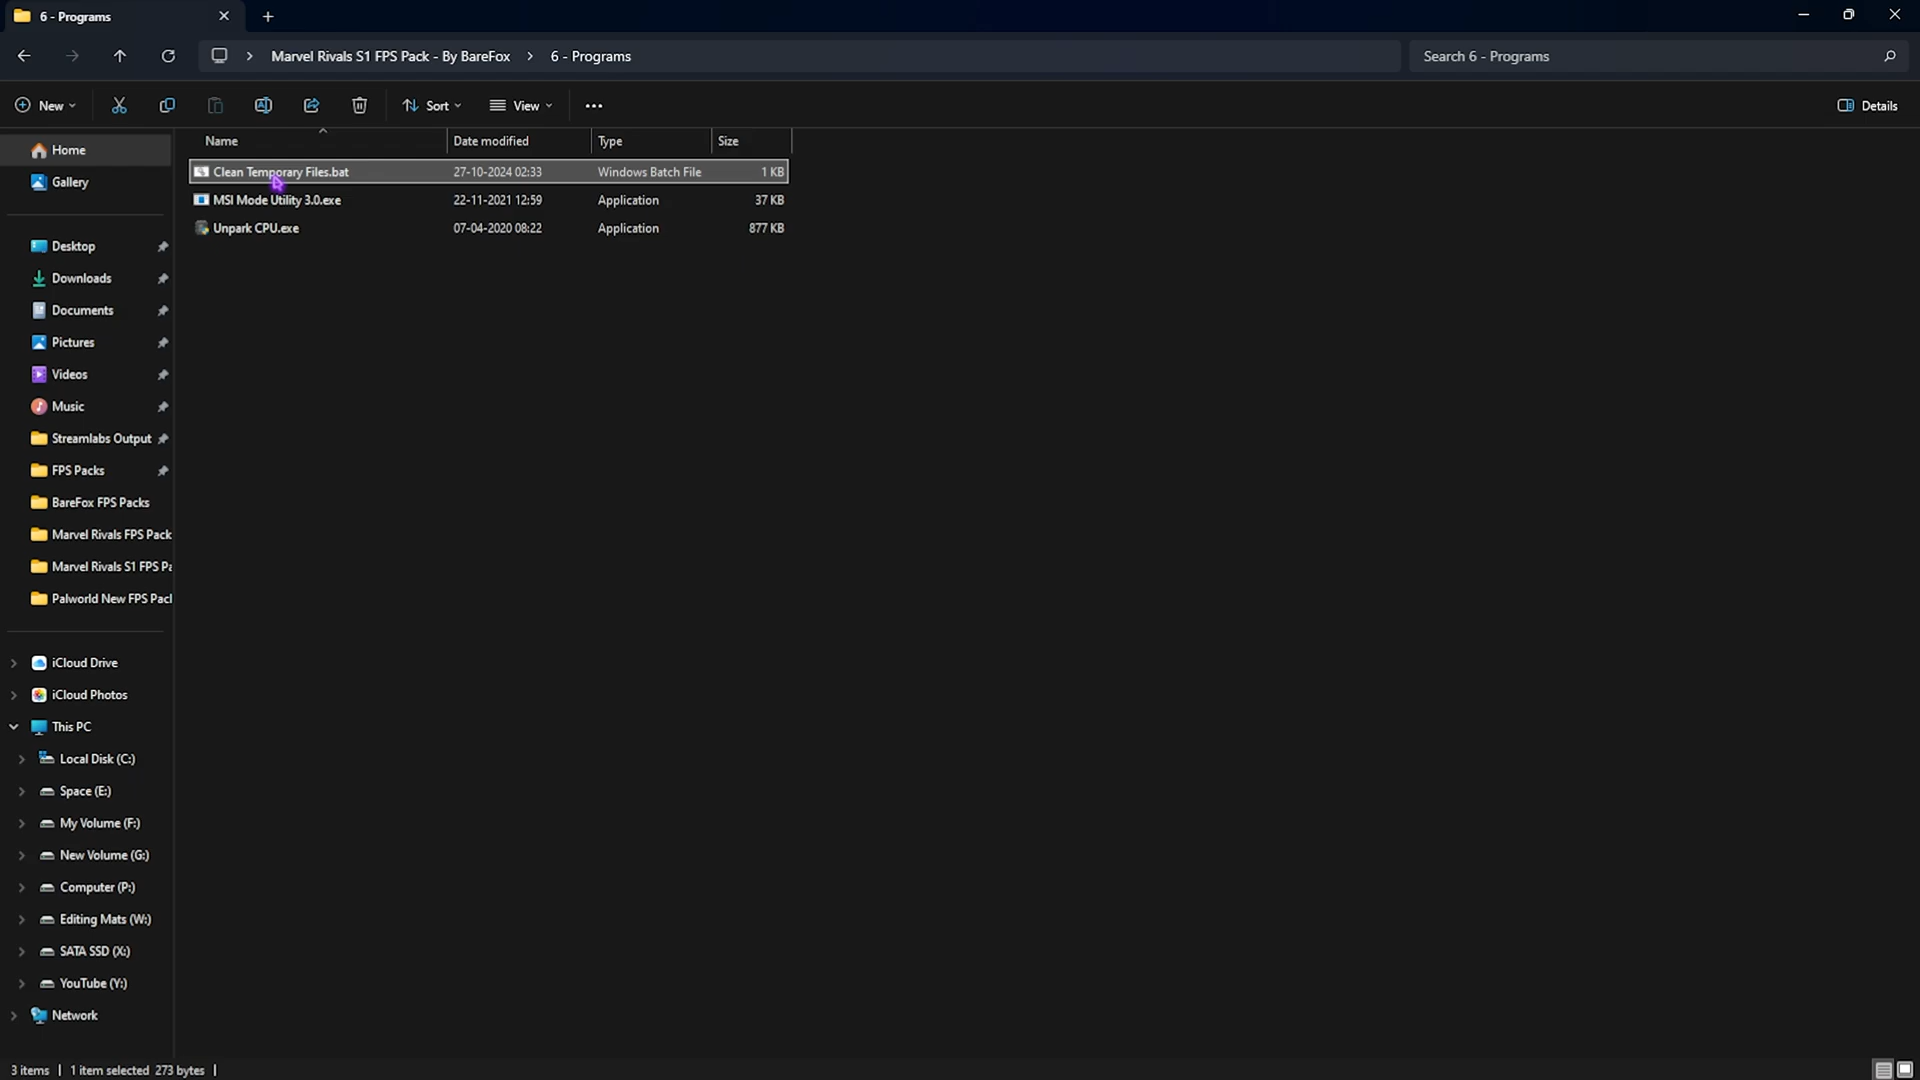 6 - Programs
Marvel Rivals S1 FPS Pack - By BareFox > 6 - Programs
Search 6 - Programs
New
Sort
View
Details
Name Date modified Type Size
Clean Temporary Files.bat 27-10-2024 02:33 Windows Batch File 1 KB
MSI Mode Utility 3.0.exe 22-11-2021 12:59 Application 37 KB
Unpark CPU.exe 07-04-2020 08:22 Application 877 KB
Home
Gallery
Desktop
Downloads
Documents
Pictures
Videos
Music
Streamlabs Output
FPS Packs
BareFox FPS Packs
Marvel Rivals FPS Pack
Marvel Rivals S1 FPS Pa
Palworld New FPS Pack
iCloud Drive
iCloud Photos
This PC
Local Disk (C:)
Space (E:)
My Volume (F:)
New Volume (G:)
Computer (P:)
Editing Mats (W:)
SATA SSD (X:)
YouTube (Y:)
Network
3 items | 1 item selected 273 bytes |